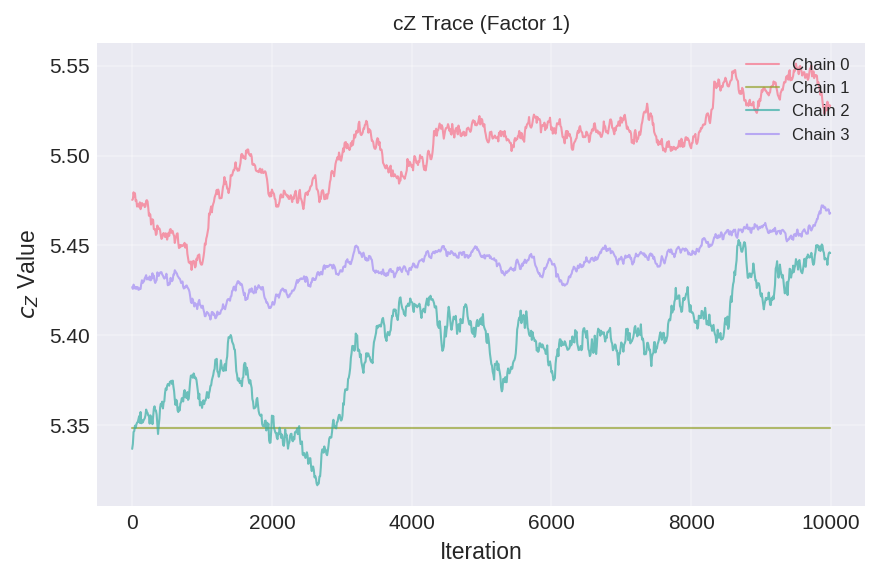 cZ Trace (Factor 1)
5.55
5.50
5.45
5.40
5.35
cZ Value
Chain 0
Chain 1
Chain 2
Chain 3
0
2000
4000
6000
8000
10000
Iteration